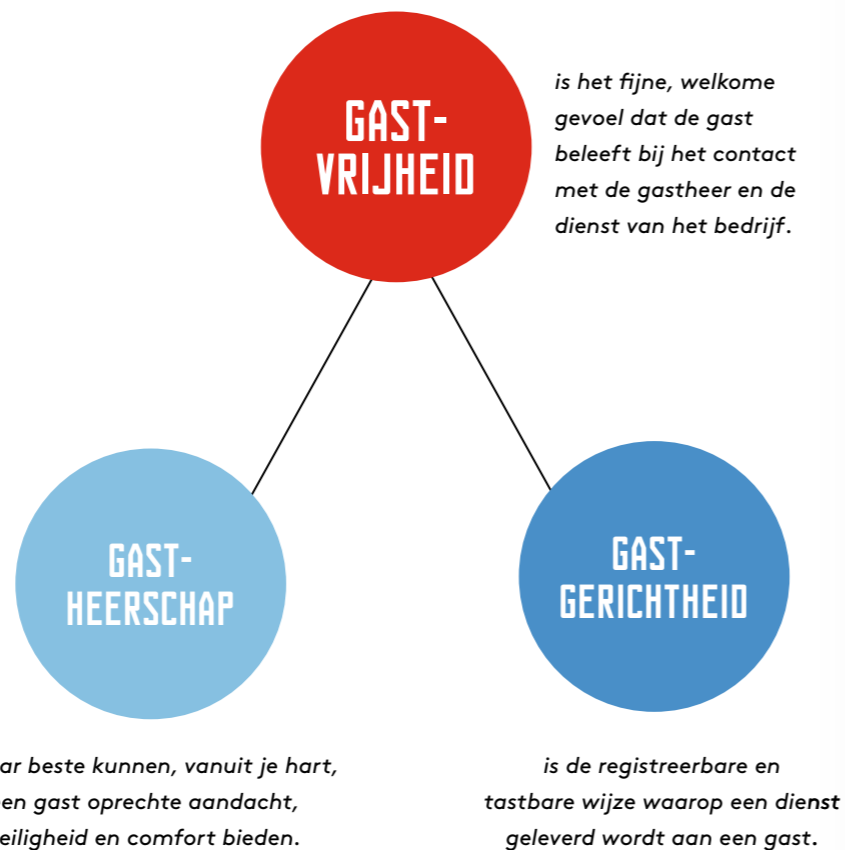 GAST-
VRIJHEID
is het fijne, welkome
gevoel dat de gast
beleeft bij het contact
met de gastheer en de
dienst van het bedrijf.
GAST-
HEERSCHAP
beste kunnen, vanuit je hart,
gast oprechte aandacht,
en comfort bieden.
GAST-
GERICHTHEID
is de registreerbare en
tastbare wijze waarop een dienst
geleverd wordt aan een gast.